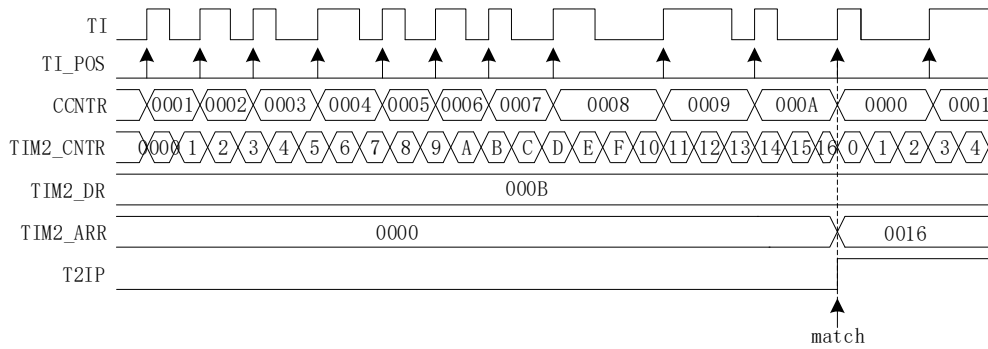 TI
TI_POS
CCNTR 0001 0002 0003 0004 0005 0006 0007 0008 0009 000A 0000 0001
TIM2_CNTR 0000 1 2 3 4 5 6 7 8 9 A B C D E F 10 11 12 13 14 15 16 0 1 2 3 4
TIM2_DR 000B
TIM2_ARR 0000 0016
T2IP
match